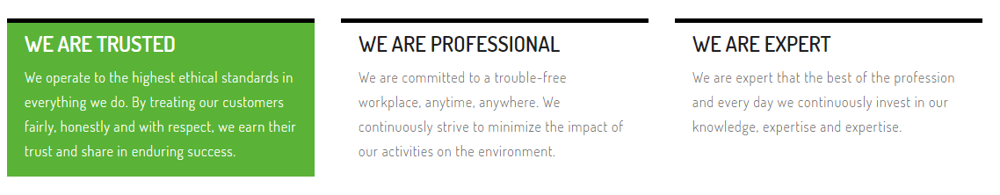 WE ARE TRUSTED
We operate to the highest ethical standards in
everything we do. By treating our customers
fairly, honestly and with respect, we earn their
trust and share in enduring success.
WE ARE PROFESSIONAL
We are committed to a trouble-free
workplace, anytime, anywhere. We
continuously strive to minimize the impact of
our activities on the environment.
WE ARE EXPERT
We are expert that the best of the profession
and every day we continuously invest in our
knowledge, expertise and expertise.